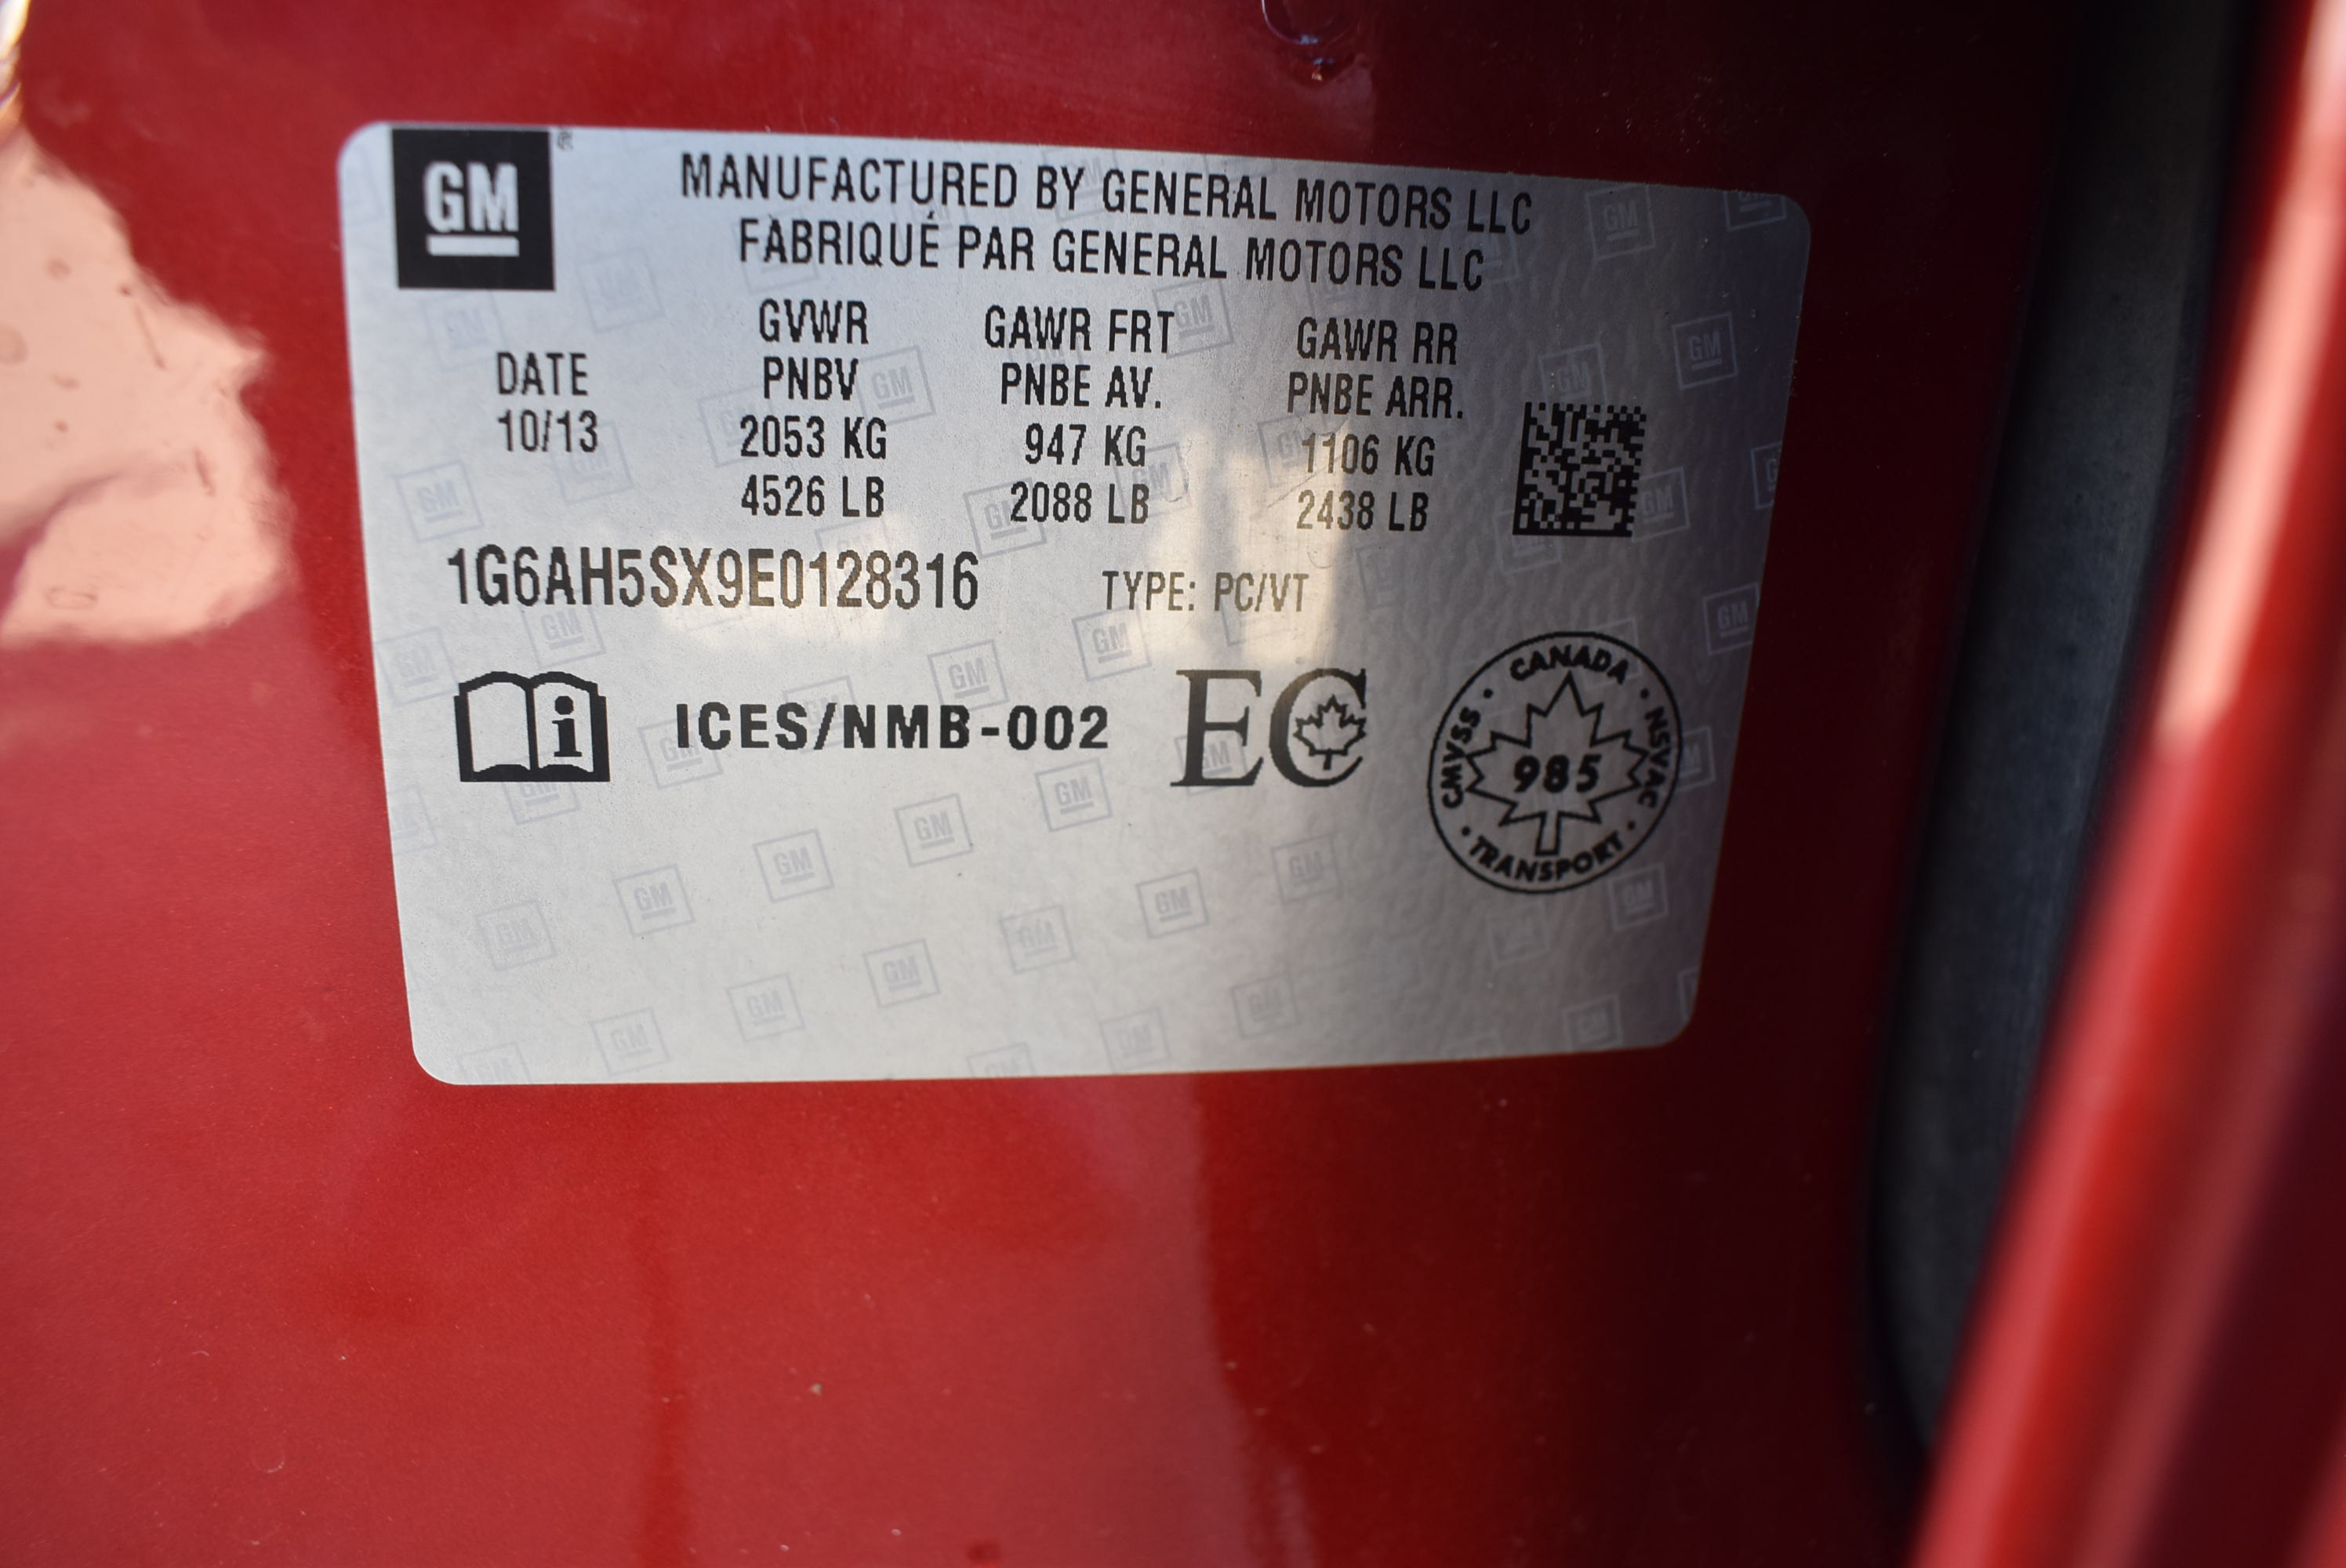 GM
MANUFACTURED BY GENERAL MOTORS LLC
FABRIQUÉ PAR GENERAL MOTORS LLC
DATE
10/13
GVWR
PNBV
2053 KG
4526 LB
GAWR FRT
PNBE AV.
947 KG
2088 LB
GAWR RR
PNBE ARR.
1106 KG
2438 LB
1G6AH5SX9E0128316 TYPE: PC/VT
i ICES/NMB-002 EC
CANADA
CMVSS 985 NSVAC
TRANSPORT